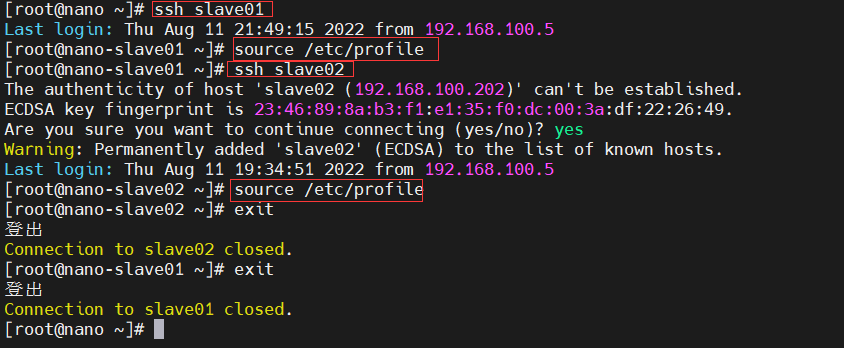 [root@nano ~]# ssh slave01
Last login: Thu Aug 11 21:49:15 2022 from 192.168.100.5
[root@nano-slave01 ~]# source /etc/profile
[root@nano-slave01 ~]# ssh slave02
The authenticity of host 'slave02 (192.168.100.202)' can't be established.
ECDSA key fingerprint is 23:46:89:8a:b3:f1:e1:35:f0:dc:00:3a:df:22:26:49.
Are you sure you want to continue connecting (yes/no)? yes
Warning: Permanently added 'slave02' (ECDSA) to the list of known hosts.
Last login: Thu Aug 11 19:34:51 2022 from 192.168.100.5
[root@nano-slave02 ~]# source /etc/profile
[root@nano-slave02 ~]# exit
登出
Connection to slave02 closed.
[root@nano-slave01 ~]# exit
登出
Connection to slave01 closed.
[root@nano ~]#